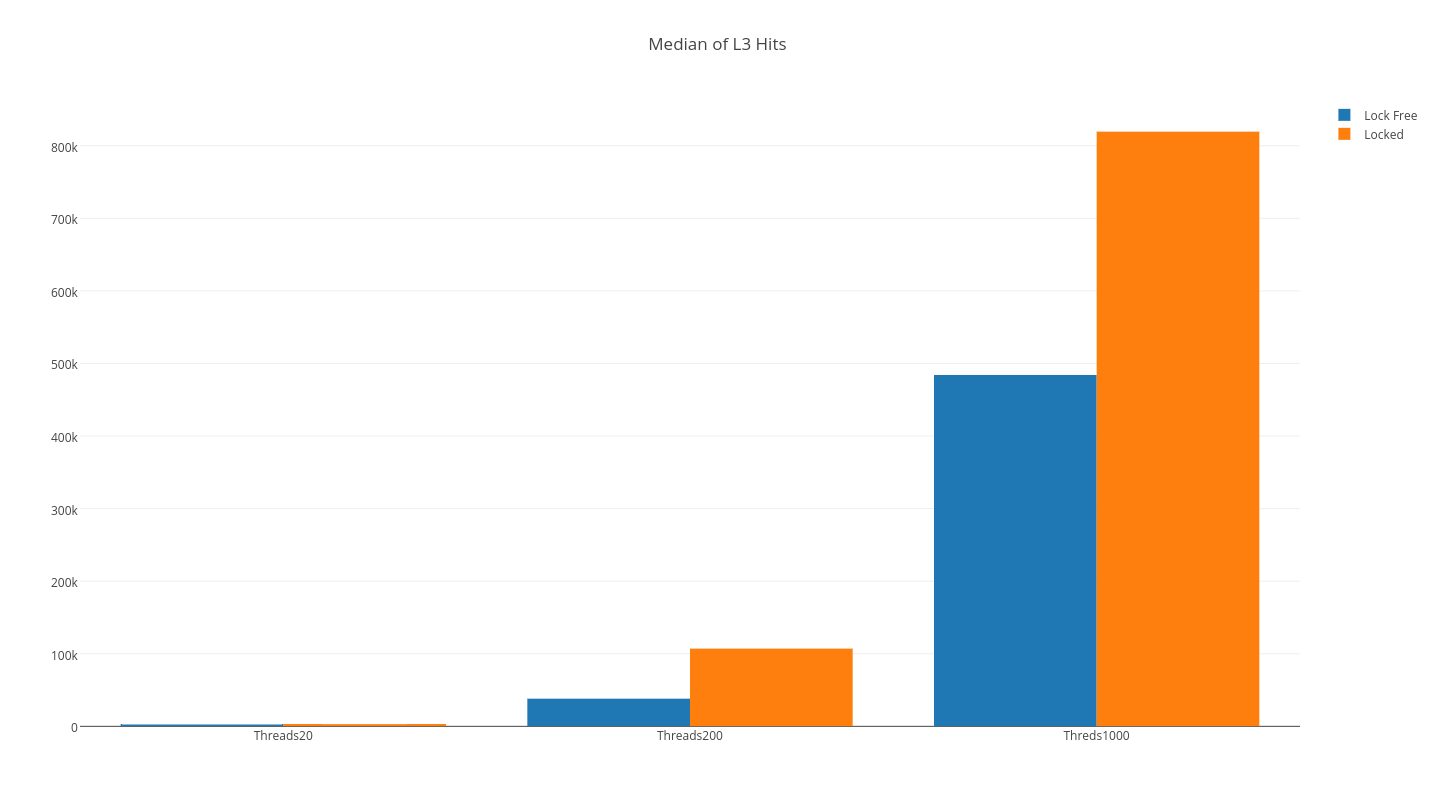 Median of L3 Hits
Lock Free
Locked
800k
700k
600k
500k
400k
300k
200k
100k
0
Threads20
Threads200
Threds1000